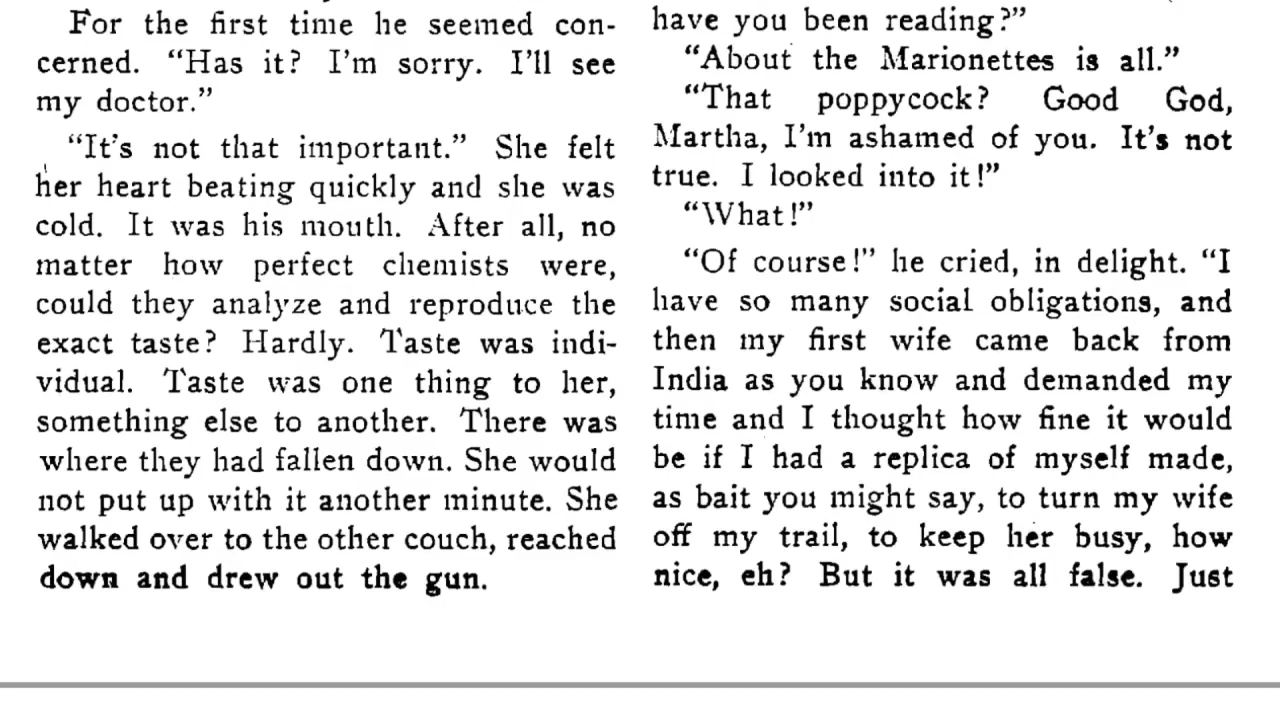 For the first time he seemed con-
cerned. “Has it? I'm sorry. I'll see
my doctor.”
“It's not that important.” She felt
her heart beating quickly and she was
cold. It was his mouth. After all, no
matter how perfect chemists were,
could they analyze and reproduce the
exact taste? Hardly. Taste was indi-
vidual. Taste was one thing to her,
something else to another. There was
where they had fallen down. She would
not put up with it another minute. She
walked over to the other couch, reached
down and drew out the gun.
have you been reading?”
“About the Marionettes is all.”
“That poppycock? Good God,
Martha, I'm ashamed of you. It's not
true. I looked into it!”
“What!”
“Of course!” he cried, in delight. “I
have so many social obligations, and
then my first wife came back from
India as you know and demanded my
time and I thought how fine it would
be if I had a replica of myself made,
as bait you might say, to turn my wife
off my trail, to keep her busy, how
nice, eh? But it was all false. Just